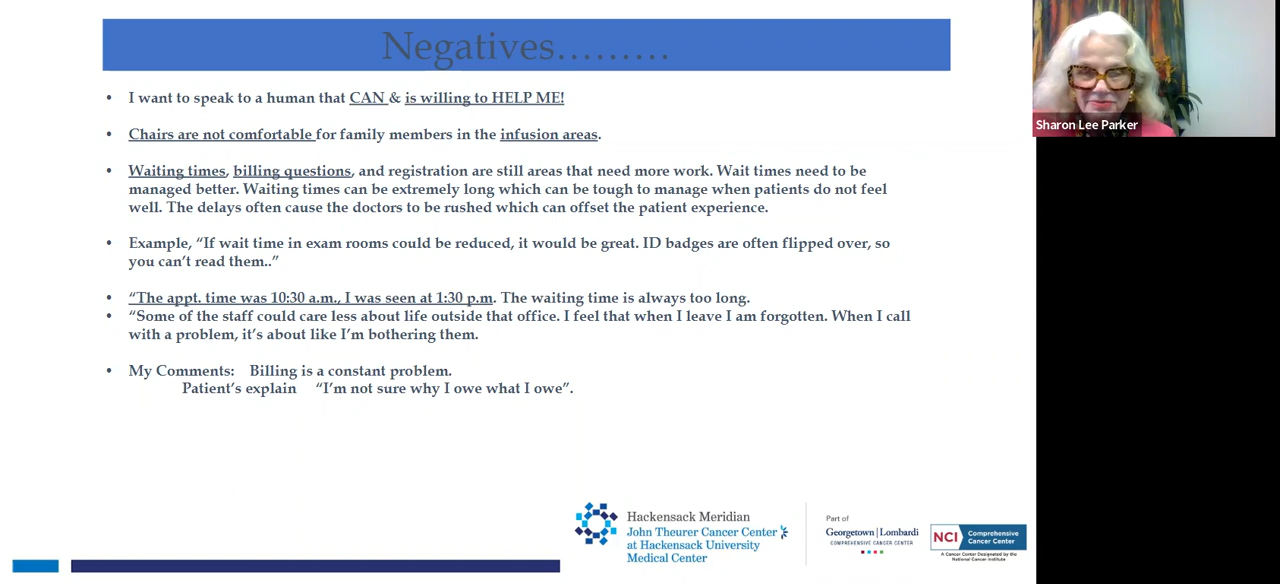 Negatives.........
• I want to speak to a human that CAN & is willing to HELP ME!
• Chairs are not comfortable for family members in the infusion areas.
• Waiting times, billing questions, and registration are still areas that need more work. Wait times need to be
managed better. Waiting times can be extremely long which can be tough to manage when patients do not feel
well. The delays often cause the doctors to be rushed which can offset the patient experience.
• Example, “If wait time in exam rooms could be reduced, it would be great. ID badges are often flipped over, so
you can’t read them..”
• “The appt. time was 10:30 a.m., I was seen at 1:30 p.m. The waiting time is always too long.
• “Some of the staff could care less about life outside that office. I feel that when I leave I am forgotten. When I call
with a problem, it’s about like I’m bothering them.
• My Comments: Billing is a constant problem.
Patient’s explain “I’m not sure why I owe what I owe”.
Sharon Lee Parker
Hackensack Meridian
John Theurer Cancer Center
at Hackensack University
Medical Center
Part of
Georgetown | Lombardi
COMPREHENSIVE CANCER CENTER
NCI Comprehensive
Cancer Center
A Cancer Center Designated by the
National Cancer Institute